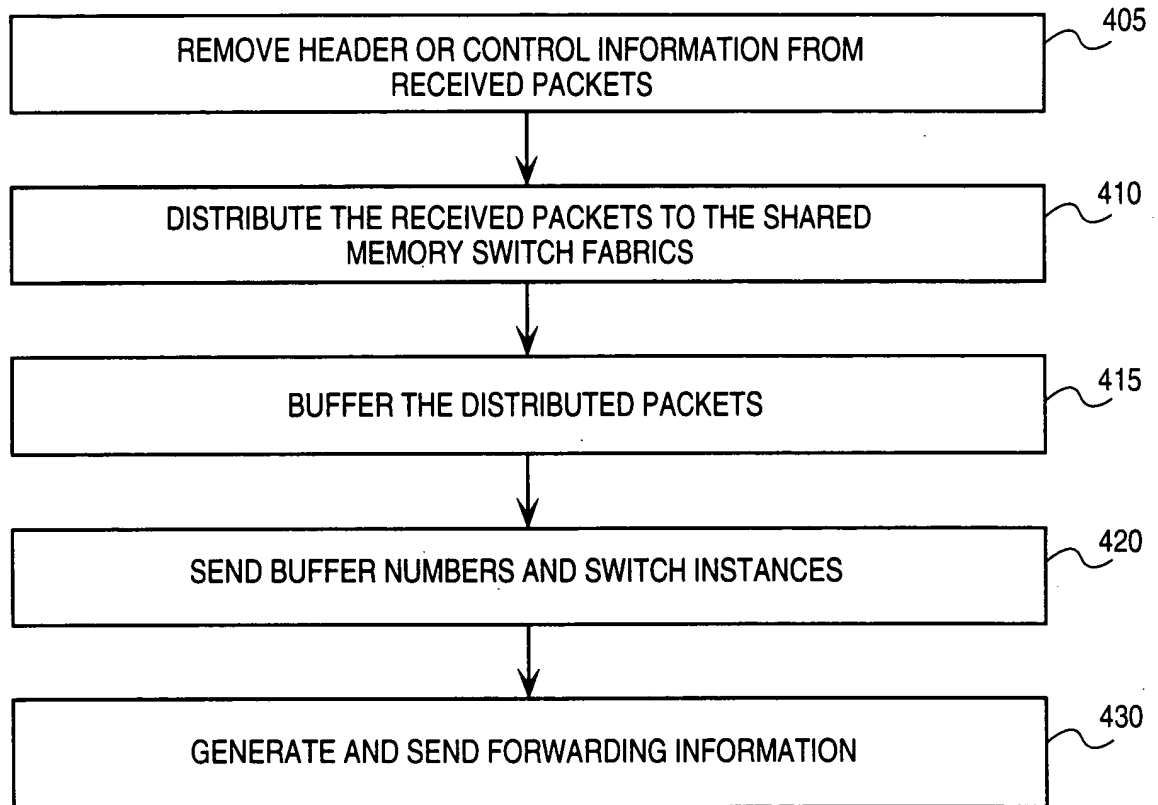 REMOVE HEADER OR CONTROL INFORMATION FROM
RECEIVED PACKETS
405
DISTRIBUTE THE RECEIVED PACKETS TO THE SHARED
MEMORY SWITCH FABRICS
410
BUFFER THE DISTRIBUTED PACKETS
415
SEND BUFFER NUMBERS AND SWITCH INSTANCES
420
GENERATE AND SEND FORWARDING INFORMATION
430